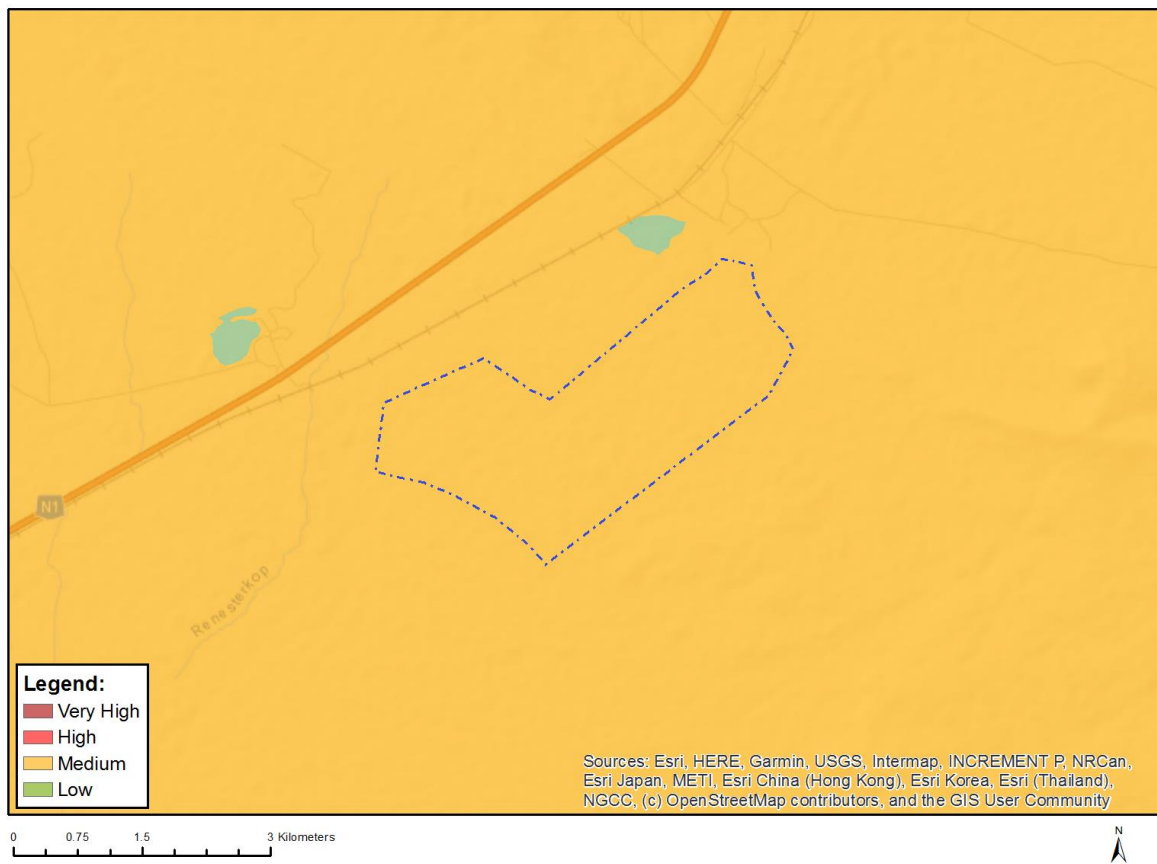 N1
Renesterkop
Legend:
Very High
High
Medium
Low
Sources: Esri, HERE, Garmin, USGS, Intermap, INCREMENT P, NRCan,
Esri Japan, METI, Esri China (Hong Kong), Esri Korea, Esri (Thailand),
NGCC, (c) OpenStreetMap contributors, and the GIS User Community
0 0.75 1.5 3 Kilometers
N